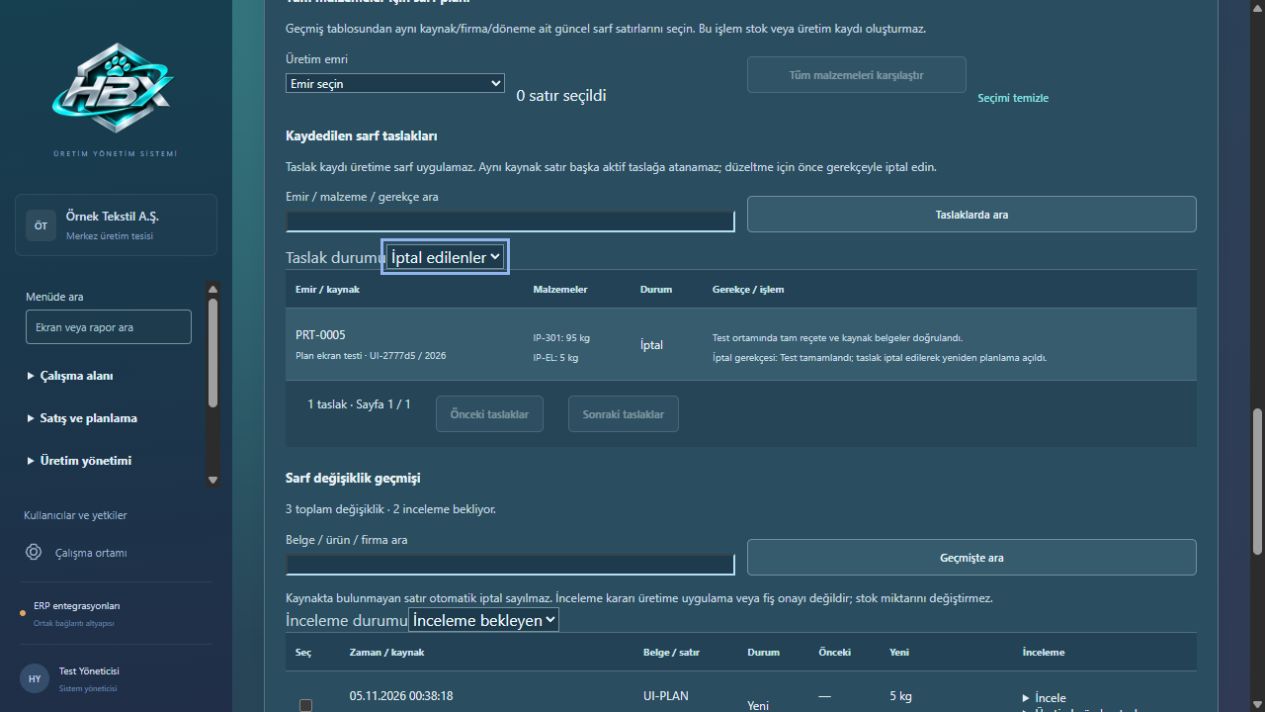 HBX
ÜRETİM YÖNETİM SİSTEMİ
ÖT
Örnek Tekstil A.Ş.
Merkez üretim tesisi
Menüde ara
Ekran veya rapor ara
Çalışma alanı
Satış ve planlama
Üretim yönetimi
Kullanıcılar ve yetkiler
Çalışma ortamı
ERP entegrasyonları
Ortak bağlantı altyapısı
HY
Test Yöneticisi
Sistem yöneticisi
Tüm malzemeler için sarf planı
Geçmiş tablosundan aynı kaynak/firma/döneme ait güncel sarf satırlarını seçin. Bu işlem stok veya üretim kaydı oluşturmaz.
Üretim emri
Emir seçin
0 satır seçildi
Tüm malzemeleri karşılaştır
Seçimi temizle
Kaydedilen sarf taslakları
Taslak kaydı üretime sarf uygulamaz. Aynı kaynak satır başka aktif taslağa atanamaz; düzeltme için önce gerekçeyle iptal edin.
Emir / malzeme / gerekçe ara
Taslaklarda ara
Taslak durumu İptal edilenler
Emir / kaynak Malzemeler Durum Gerekçe / işlem
PRT-0005
Plan ekran testi · UI-2777d5 / 2026
IP-301: 95 kg
IP-EL: 5 kg
İptal
Test ortamında tam reçete ve kaynak belgeler doğrulandı.
İptal gerekçesi: Test tamamlandı; taslak iptal edilerek yeniden planlama açıldı.
1 taslak · Sayfa 1 / 1
Önceki taslaklar
Sonraki taslaklar
Sarf değişiklik geçmişi
3 toplam değişiklik · 2 inceleme bekliyor.
Belge / ürün / firma ara
Geçmişte ara
Kaynakta bulunmayan satır otomatik iptal sayılmaz. İnceleme kararı üretime uygulama veya fiş onayı değildir; stok miktarını değiştirmez.
İnceleme durumu İnceleme bekleyen
Seç Zaman / kaynak Belge / satır Durum Önceki Yeni İnceleme
05.11.2026 00:38:18 UI-PLAN Yeni — 5 kg İncele